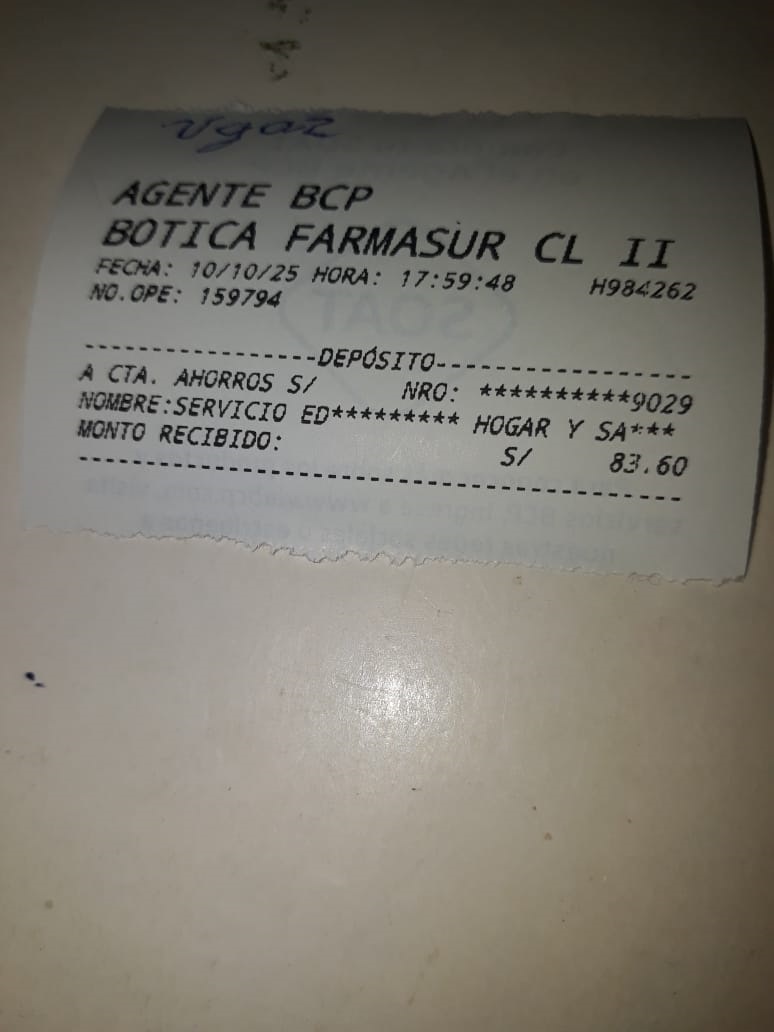 AGENTE BCP
BOTICA FARMASUR CL II
FECHA: 10/10/25 HORA: 17:59:48 H984262
NO.OPE: 159794
-----------------DEPÓSITO-------------------
A CTA. AHORROS S/ NRO: **********9029
NOMBRE:SERVICIO ED********* HOGAR Y SA***
MONTO RECIBIDO: S/ 83.60
--------------------------------------------